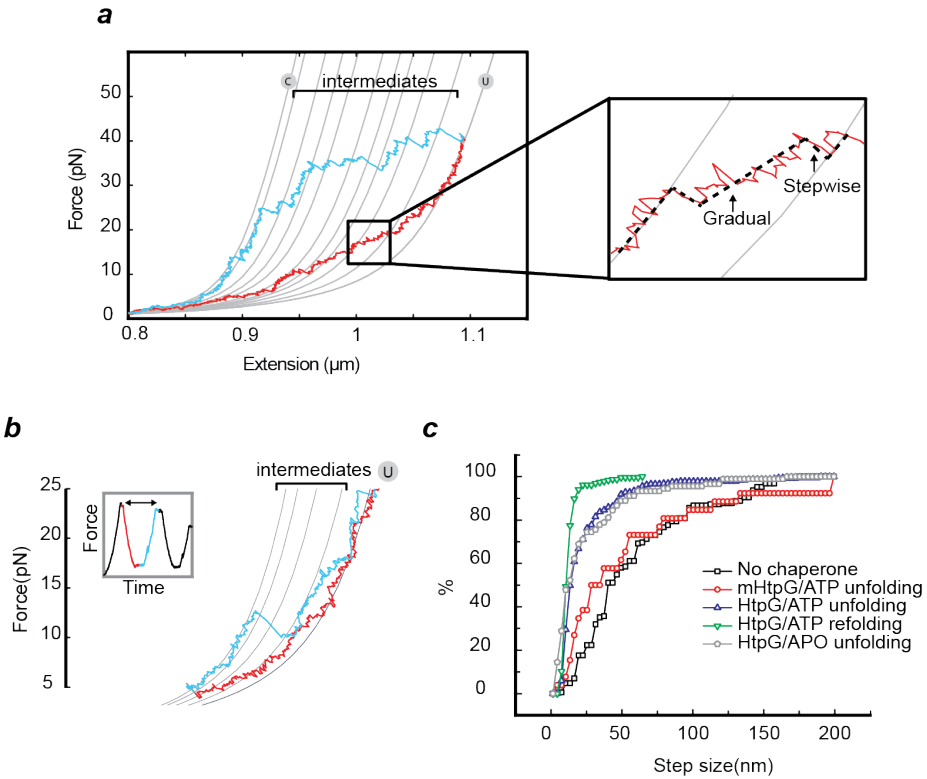 a
C
intermediates
U
50
40
30
20
10
0
Force (pN)
0.8
0.9
1
1.1
Extension (µm)
Stepwise
Gradual
b
intermediates
U
25
20
15
10
5
Force(pN)
Force
Time
c
100
80
60
40
20
0
%
No chaperone
mHtpG/ATP unfolding
HtpG/ATP unfolding
HtpG/ATP refolding
HtpG/APO unfolding
0
50
100
150
200
Step size(nm)